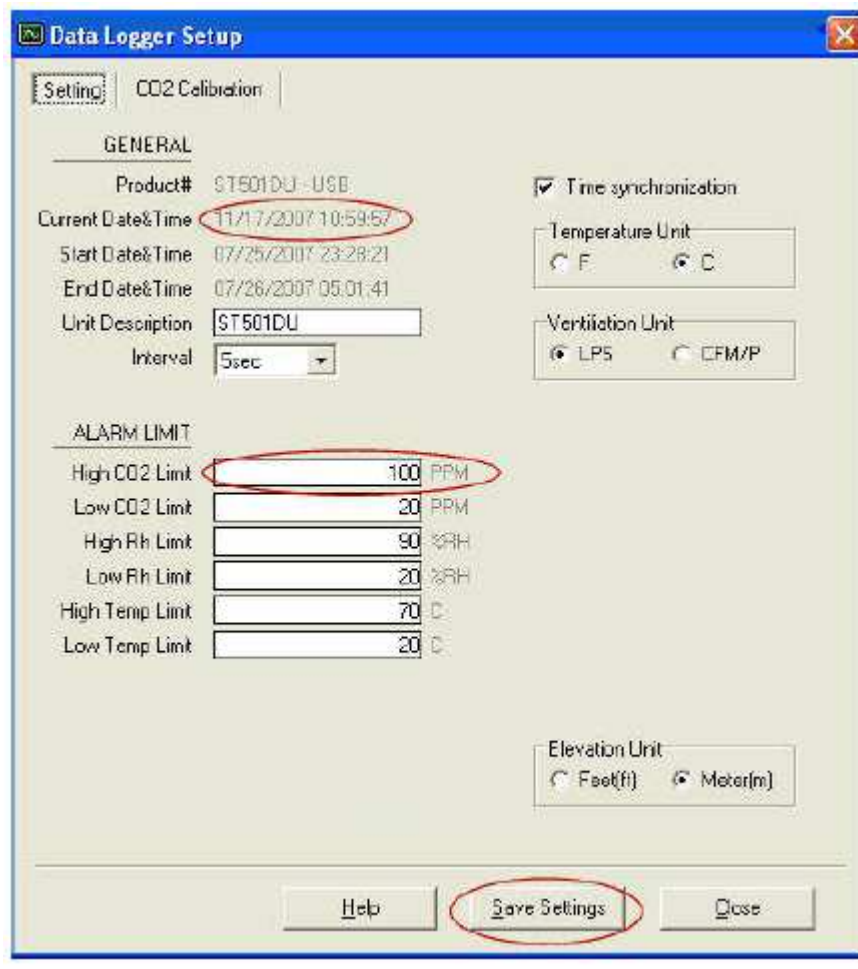 Data Logger Setup
Setting CO2 Calibration
GENERAL
Product# ST501DU - USB
Current Date&Time 11/17/2007 10:59:57
Start Date&Time 07/25/2007 23:28:21
End Date&Time 07/26/2007 05:01:41
Unit Description ST501DU
Interval 5sec
Time synchronization
Temperature Unit
F C
Ventiliation Unit
LPS CFM/P
ALARM LIMIT
High CO2 Limit 100 PPM
Low CO2 Limit 20 PPM
High Rh Limit 90 %RH
Low Rh Limit 20 %RH
High Temp Limit 70 C
Low Temp Limit 20 C
Elevation Unit
Feet(ft) Meter(m)
Help Save Settings Close